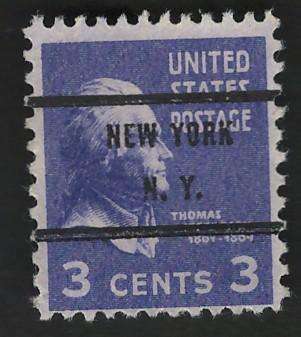 UNITED
STATES
POSTAGE
NEW YORK
N. Y.
THOMAS
3 CENTS 3